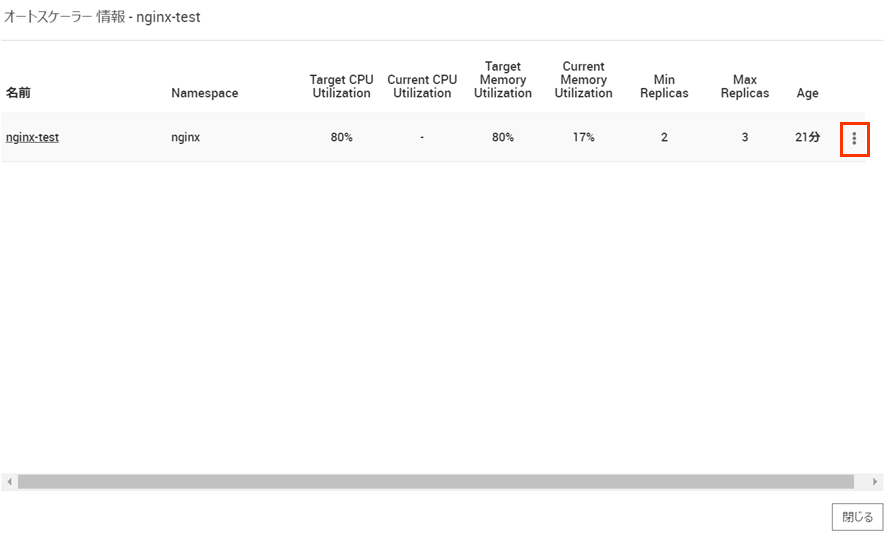 オートスケーラー 情報 - nginx-test
名前
Namespace
Target CPU
Utilization
Current CPU
Utilization
Target
Memory
Utilization
Current
Memory
Utilization
Min
Replicas
Max
Replicas
Age
nginx-test
nginx
80%
-
80%
17%
2
3
21分
閉じる